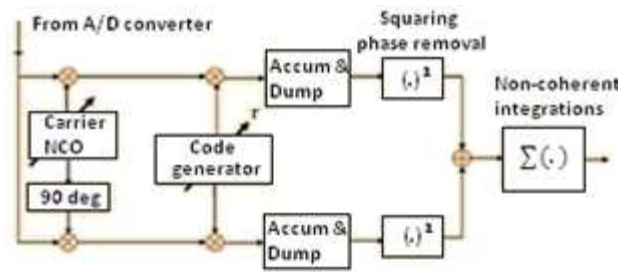 From A/D converter
Squaring
phase removal
Accum &
Dump
(.)²
Non-coherent
integrations
Carrier
NCO
τ
Code
generator
Σ(.)
90 deg
Accum &
Dump
(.)²